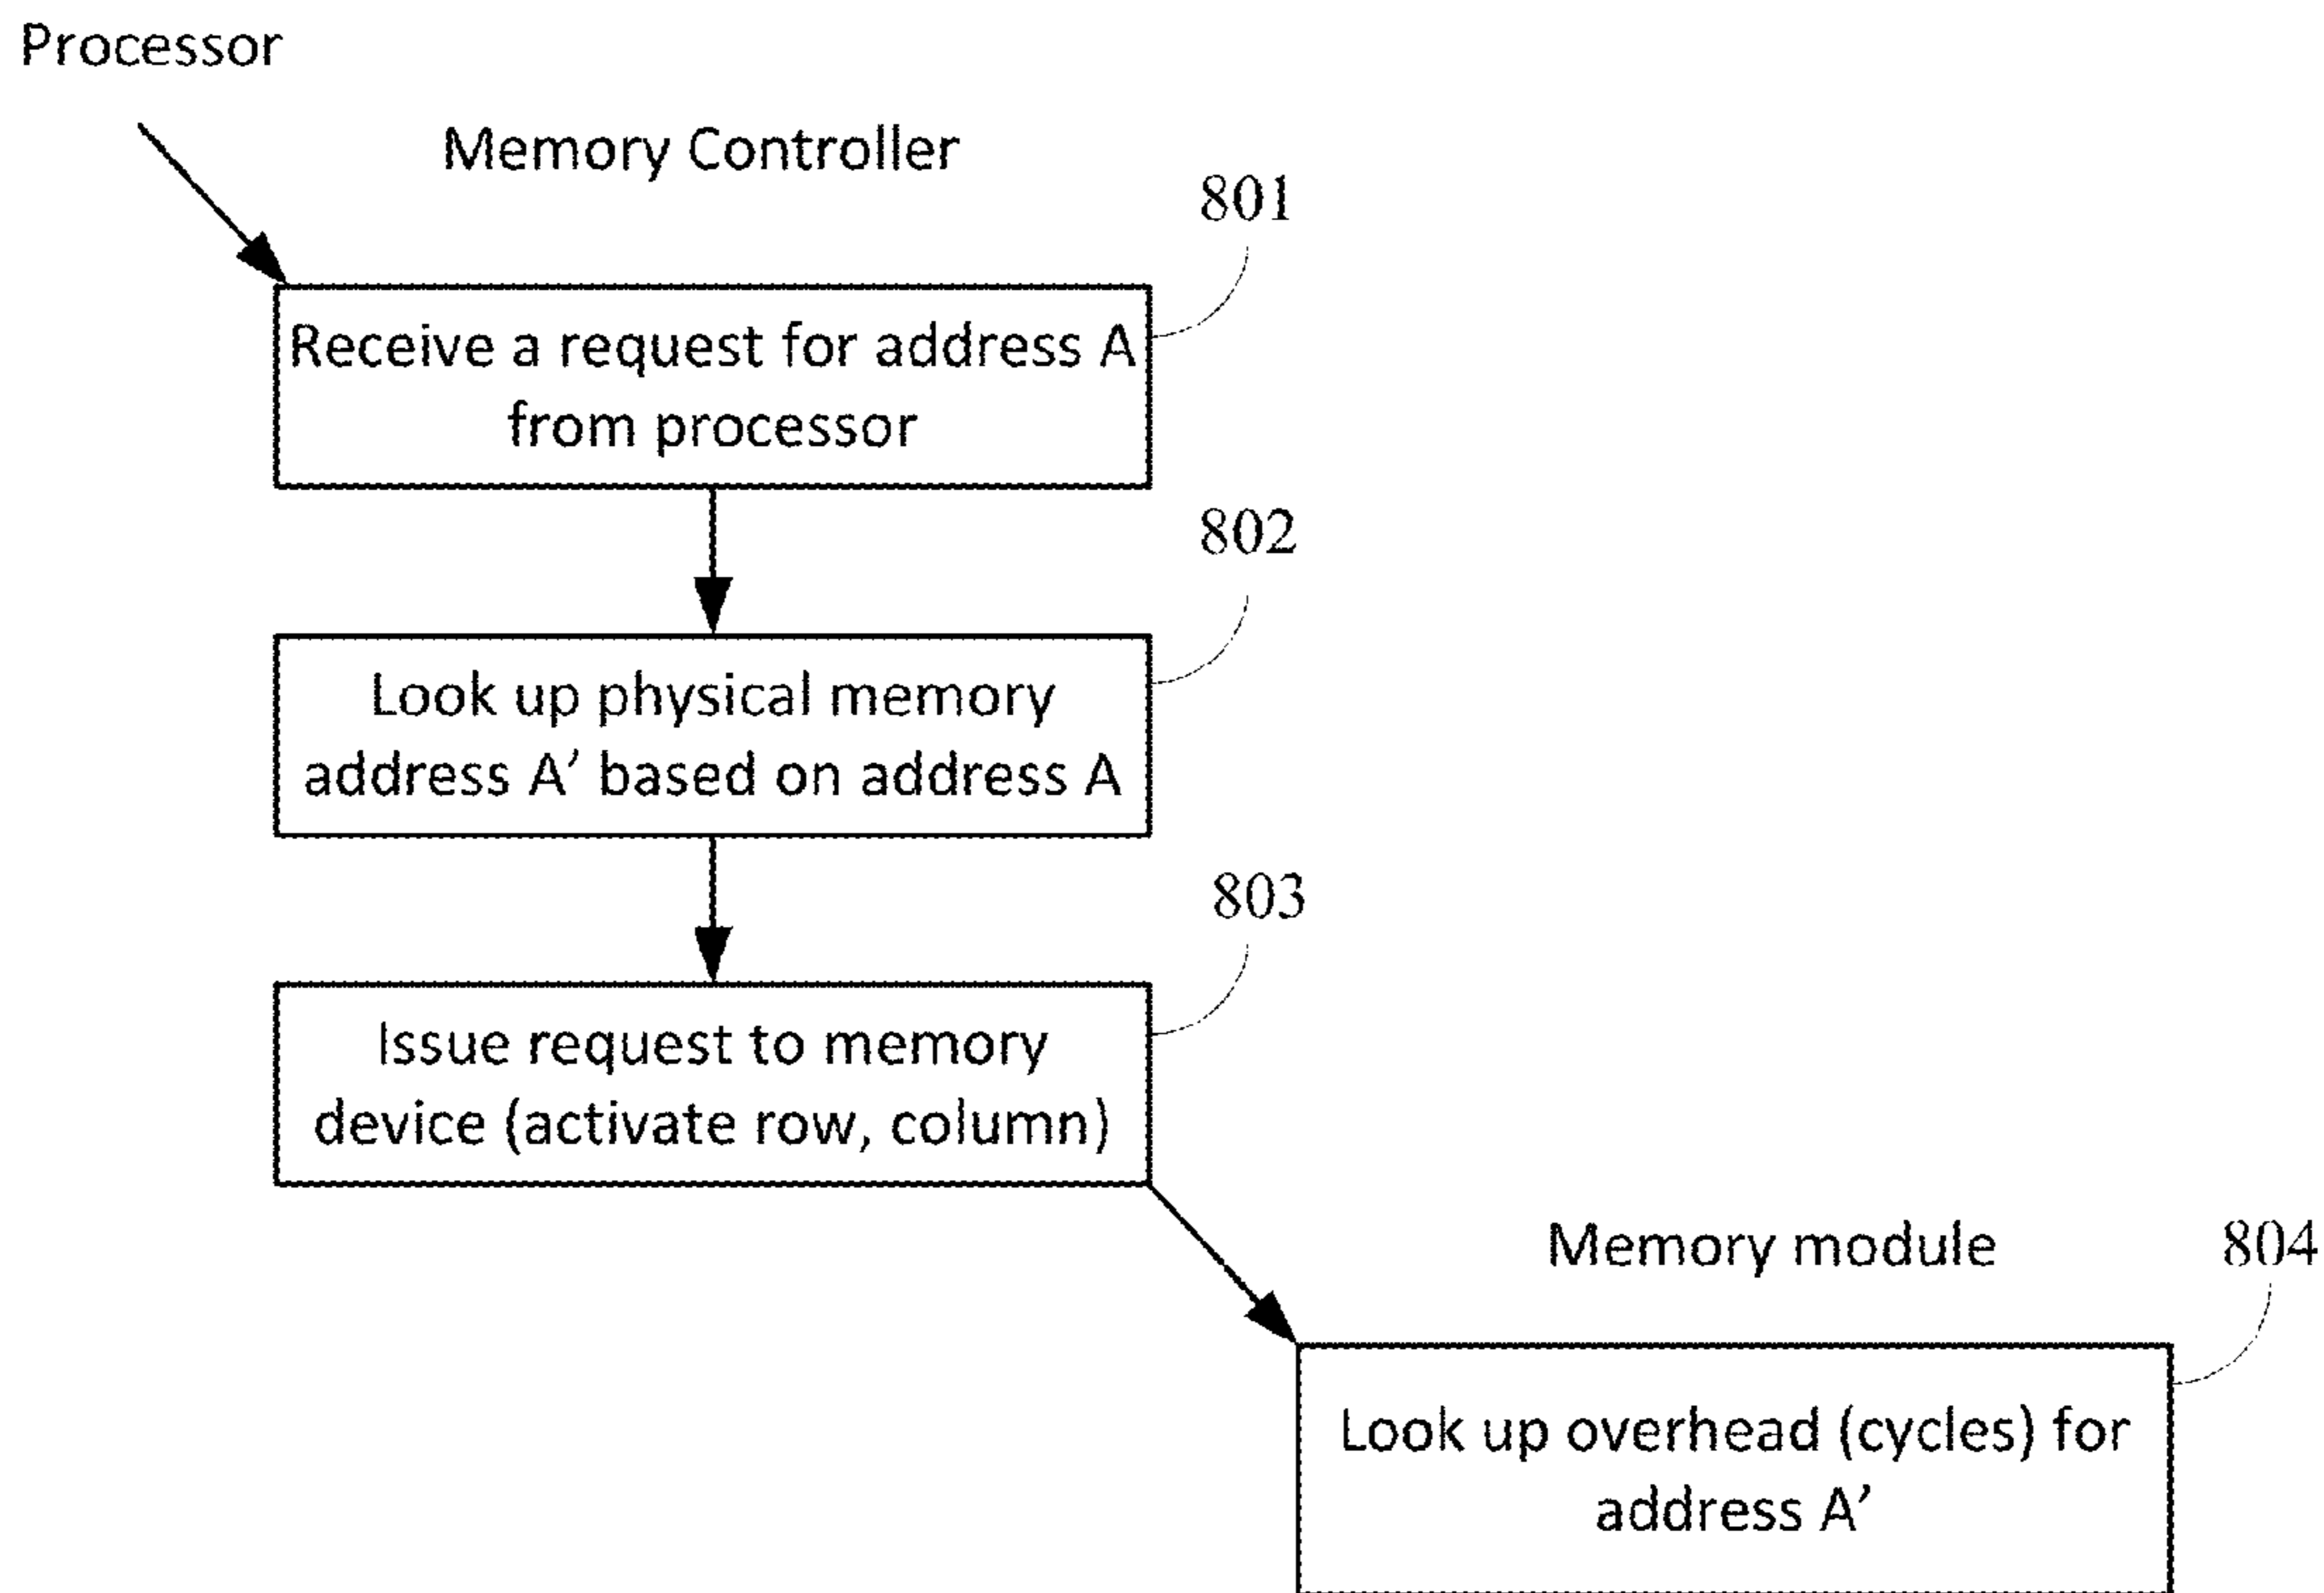 Processor
Memory Controller
801
Receive a request for address A
from processor
802
Look up physical memory
address A’ based on address A
803
Issue request to memory
device (activate row, column)
Memory module
804
Look up overhead (cycles) for
address A’